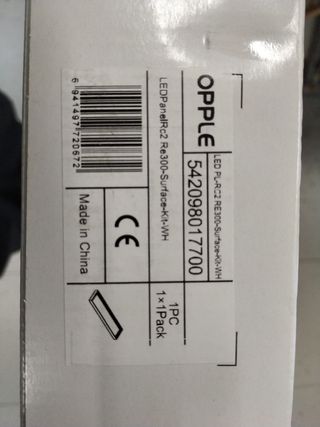 OPPLE
LED PL-RC2 RE300-Surface-Kit-WH
542098017700
LEDPanelRc2 Re300-Surface-Kit-WH
1PC
1×1Pack
6 941497 720672
CE
Made in China